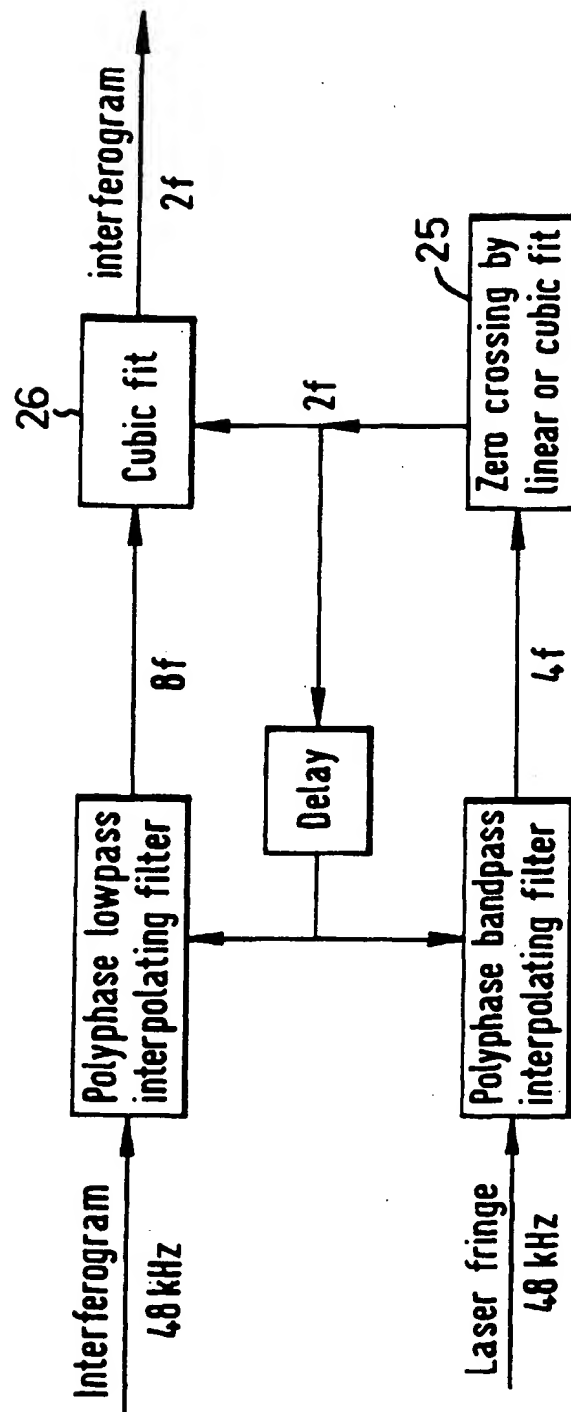 Interferogram
48 kHz
Polyphase lowpass
interpolating filter
8f
26
Cubic fit
interferogram
2f
Delay
2f
Laser fringe
48 kHz
Polyphase bandpass
interpolating filter
4f
25
Zero crossing by
linear or cubic fit